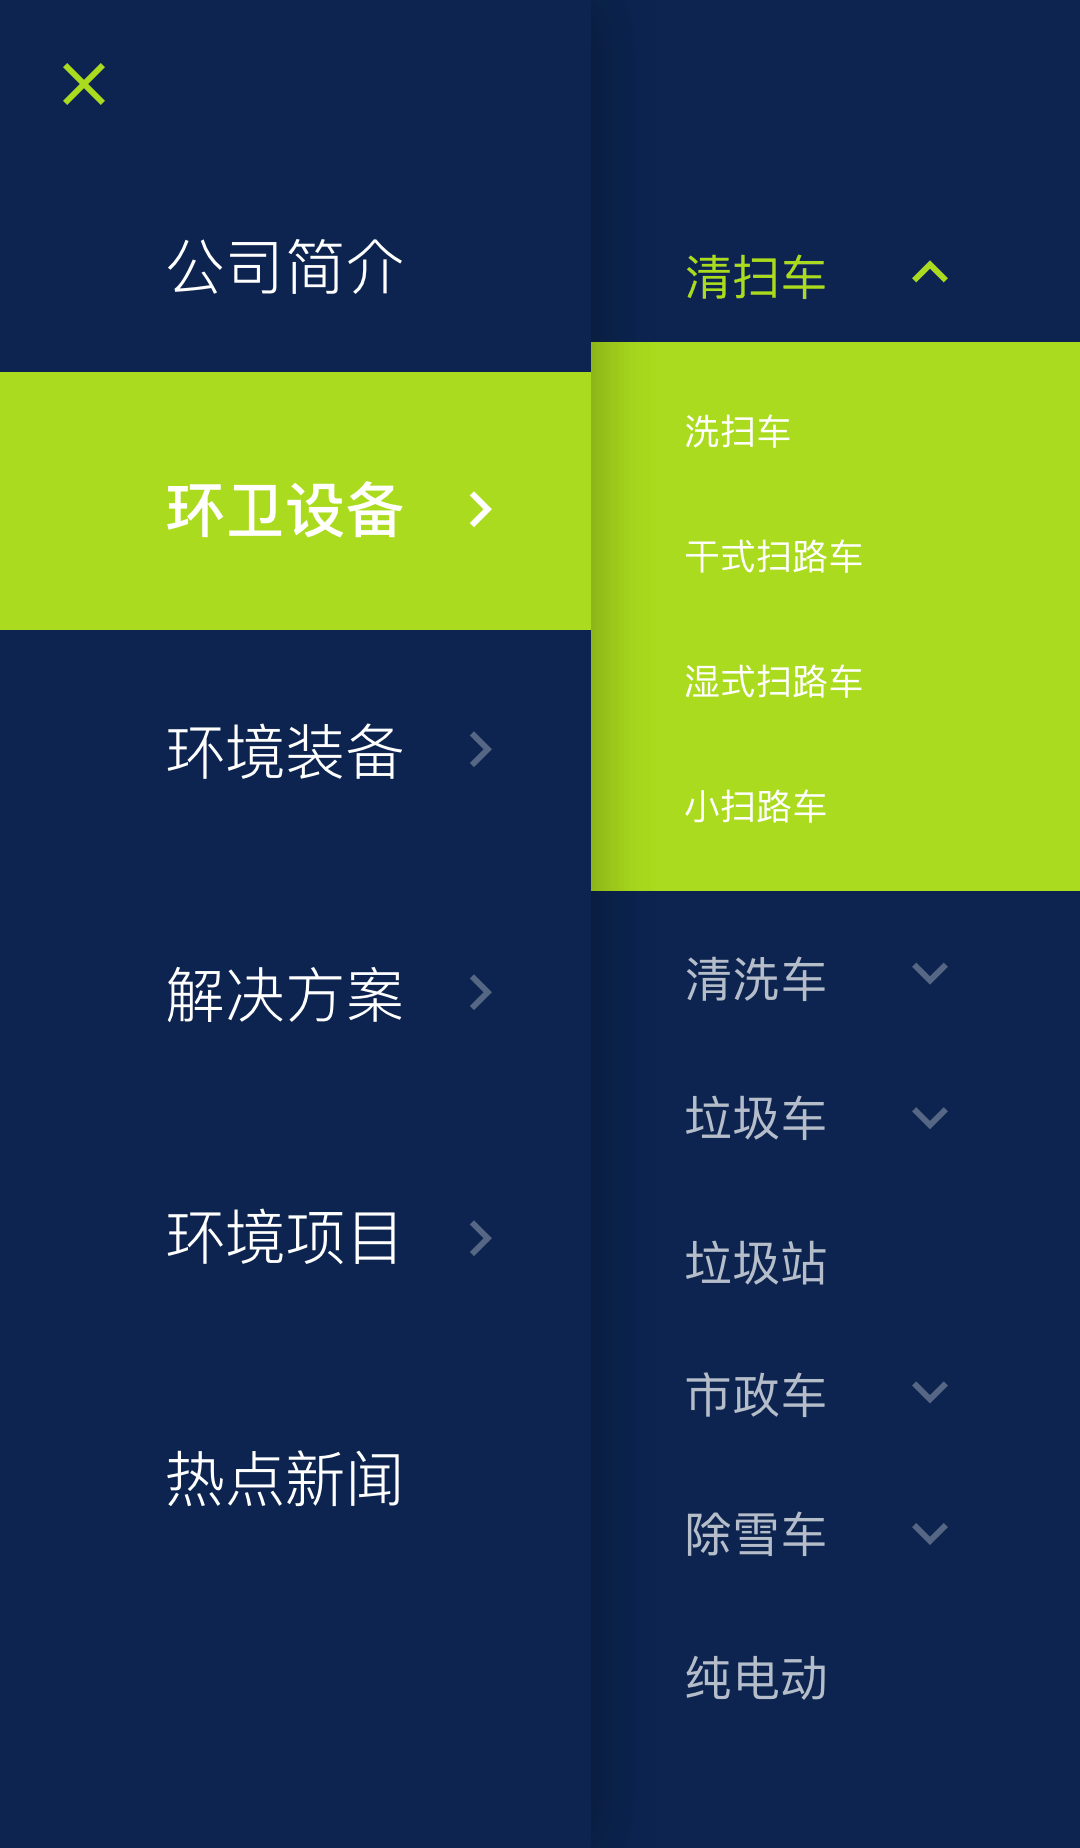 公司简介
环卫设备
环境装备
解决方案
环境项目
热点新闻
清扫车
洗扫车
干式扫路车
湿式扫路车
小扫路车
清洗车
垃圾车
垃圾站
市政车
除雪车
纯电动